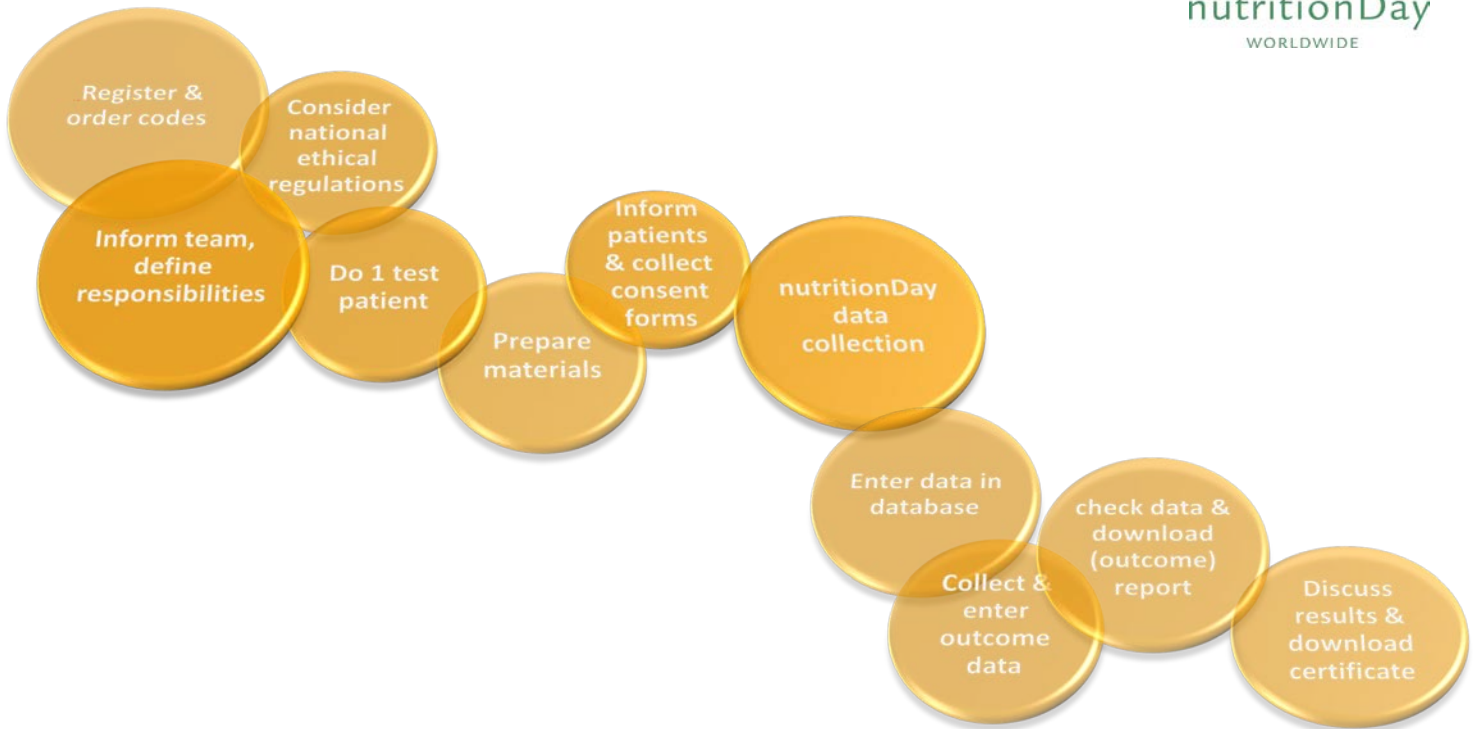 nutritionDay
WORLDWIDE
Register &
order codes
Consider
national
ethical
regulations
Inform team,
define
responsibilities
Do 1 test
patient
Prepare
materials
Inform
patients
& collect
consent
forms
nutritionDay
data
collection
Enter data in
database
Collect &
enter
outcome
data
check data &
download
(outcome)
report
Discuss
results &
download
certificate